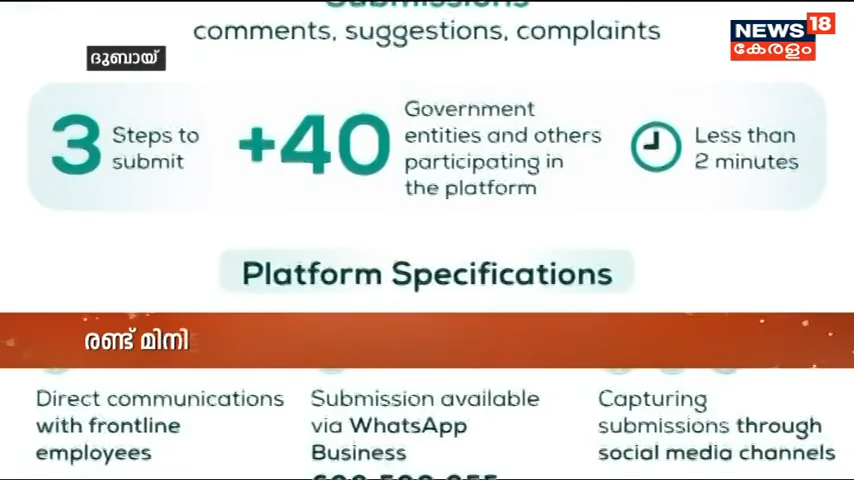 Submissions
comments, suggestions, complaints
NEWS 18
കേരളം
ദുബായ്
3 Steps to submit
+40 Government entities and others participating in the platform
Less than 2 minutes
Platform Specifications
രണ്ട് മിനി
Direct communications with frontline employees
Submission available via WhatsApp Business
Capturing submissions through social media channels